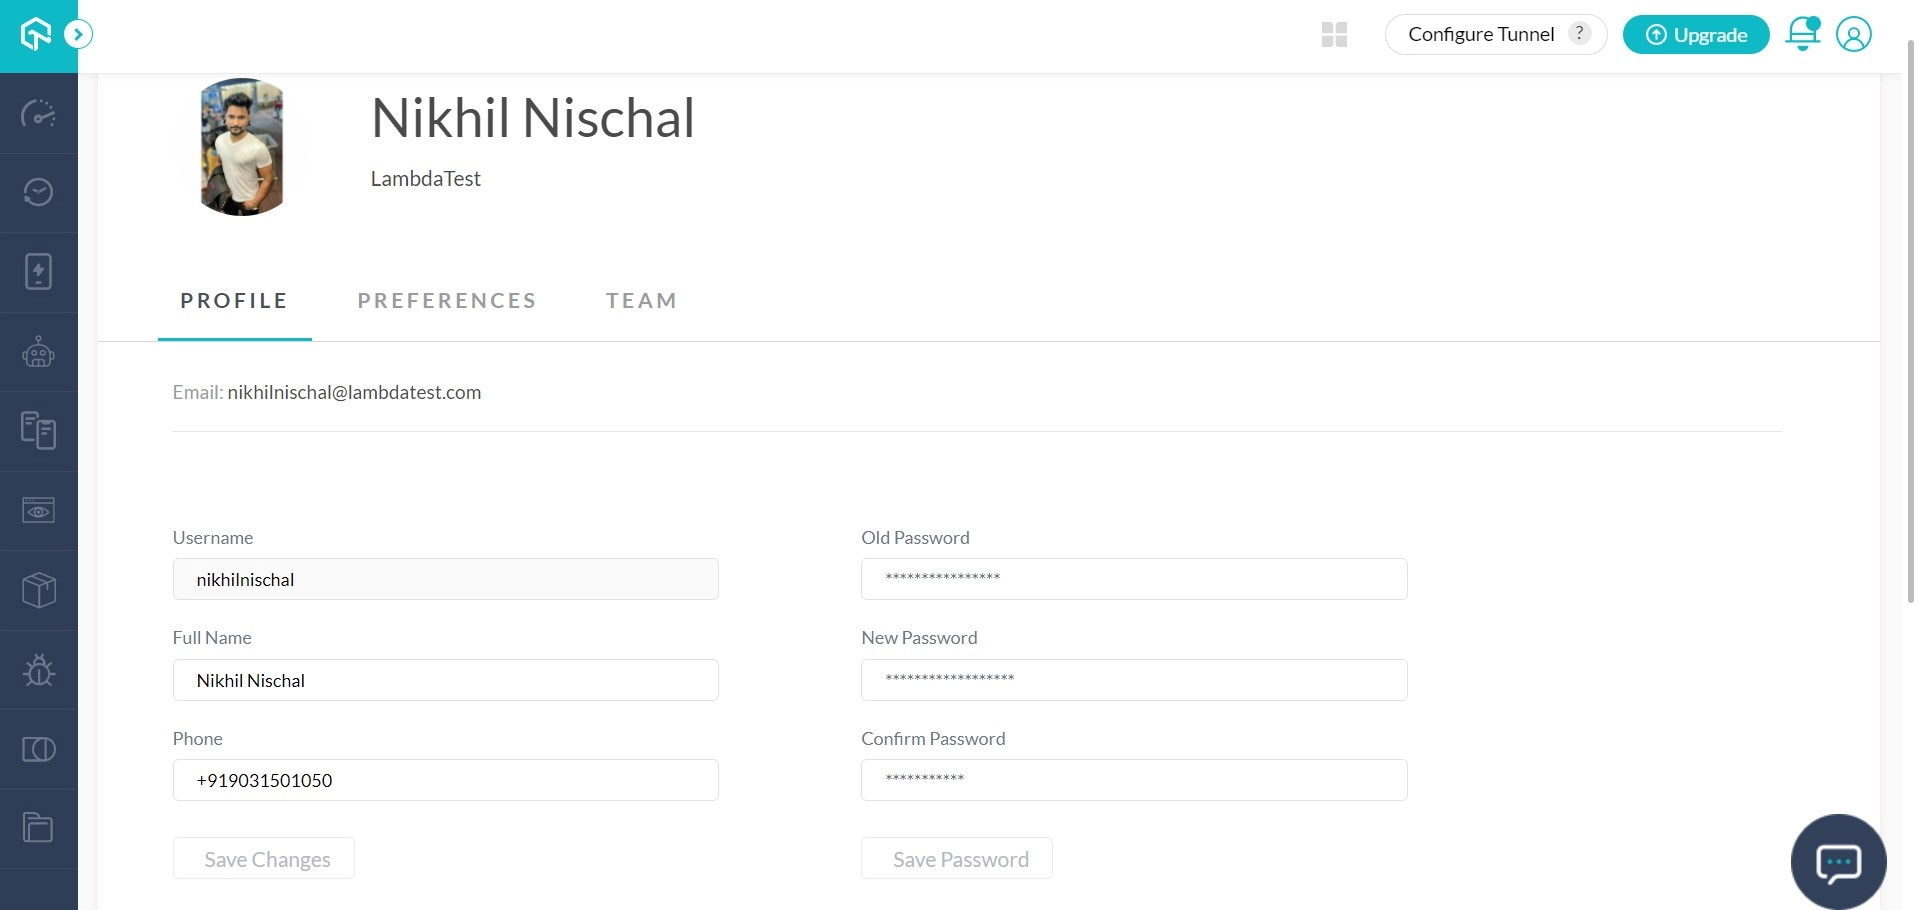 Configure Tunnel ?
Upgrade
Nikhil Nischal
LambdaTest
PROFILE PREFERENCES TEAM
Email: nikhilnischal@lambdatest.com
Username
nikhilnischal
Full Name
Nikhil Nischal
Phone
+919031501050
Save Changes
Old Password
****************
New Password
******************
Confirm Password
***********
Save Password